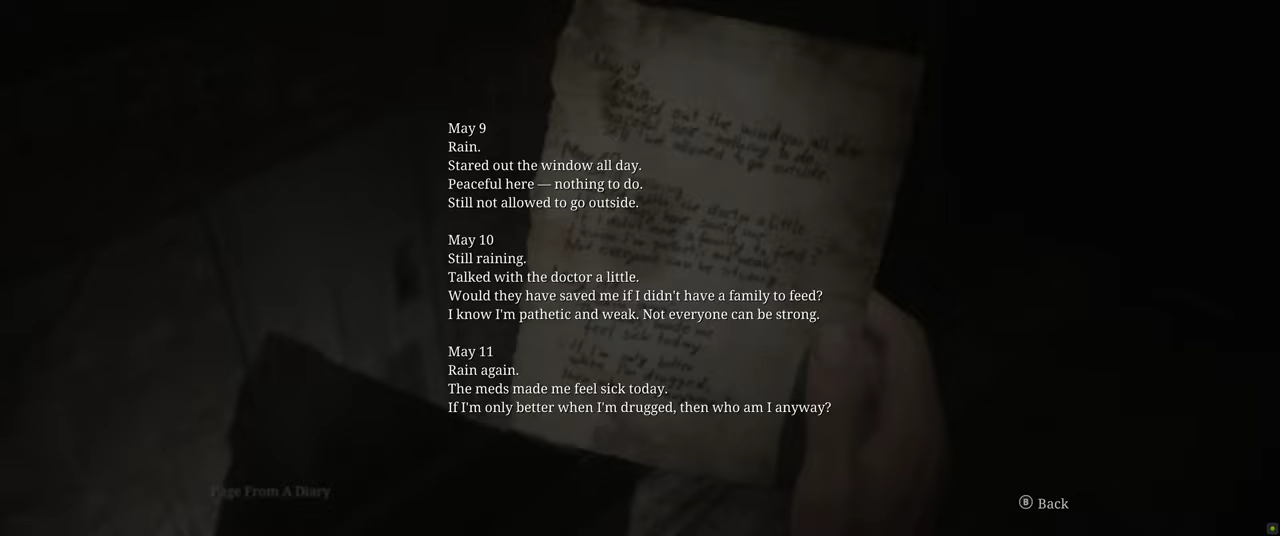 May 9
Rain.
Stared out the window all day.
Peaceful here — nothing to do.
Still not allowed to go outside.
May 10
Still raining.
Talked with the doctor a little.
Would they have saved me if I didn't have a family to feed?
I know I'm pathetic and weak. Not everyone can be strong.
May 11
Rain again.
The meds made me feel sick today.
If I'm only better when I'm drugged, then who am I anyway?
Page From A Diary
B Back